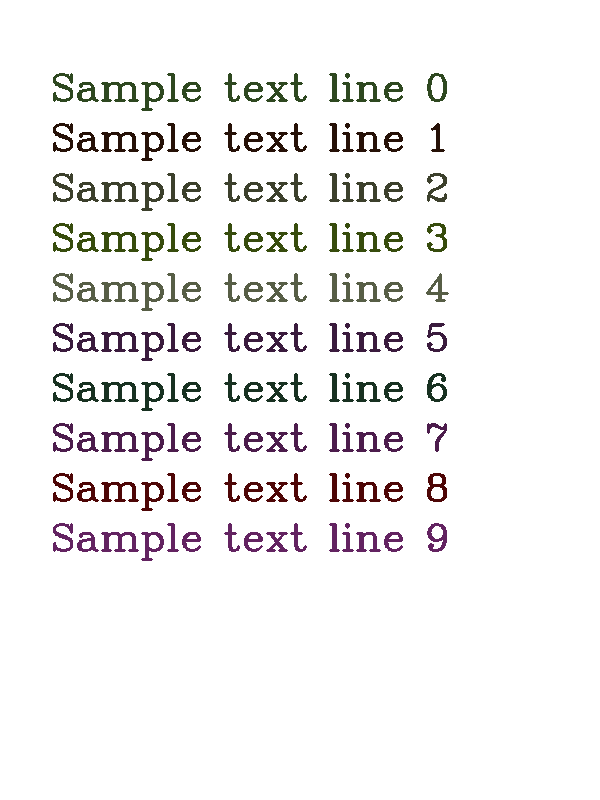 Sample text line 0
Sample text line 1
Sample text line 2
Sample text line 3
Sample text line 4
Sample text line 5
Sample text line 6
Sample text line 7
Sample text line 8
Sample text line 9